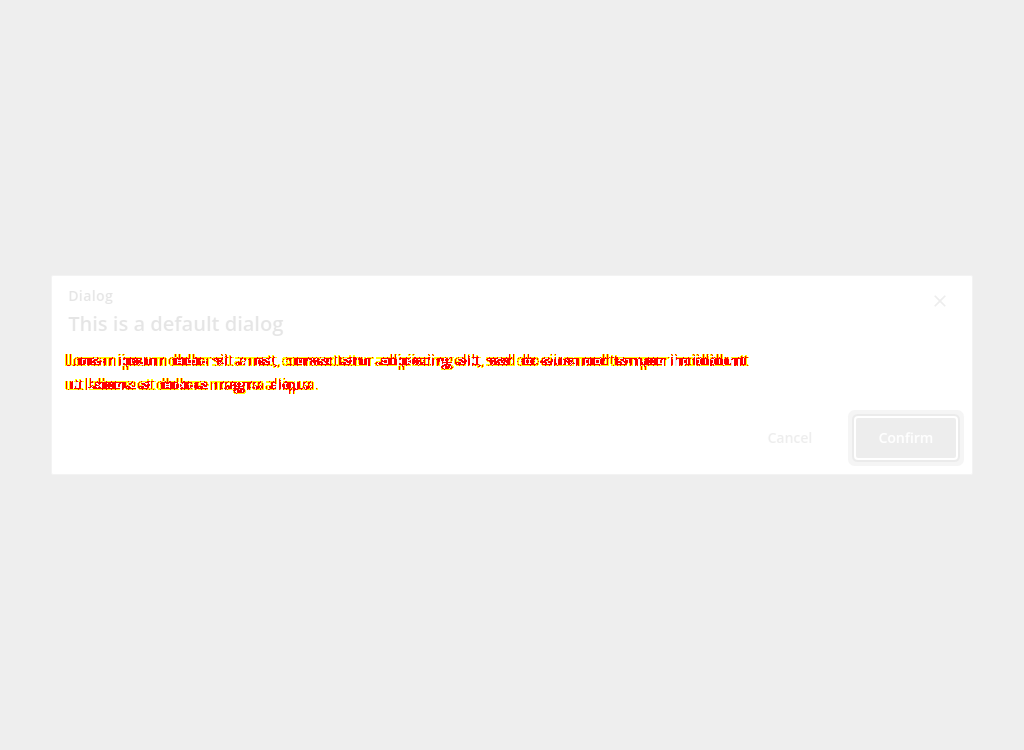 Dialog
This is a default dialog
Lorem ipsum dolor sit amet, consectetur adipiscing elit, sed do eiusmod tempor incididunt
ut labore et dolore magna aliqua.
Cancel Confirm